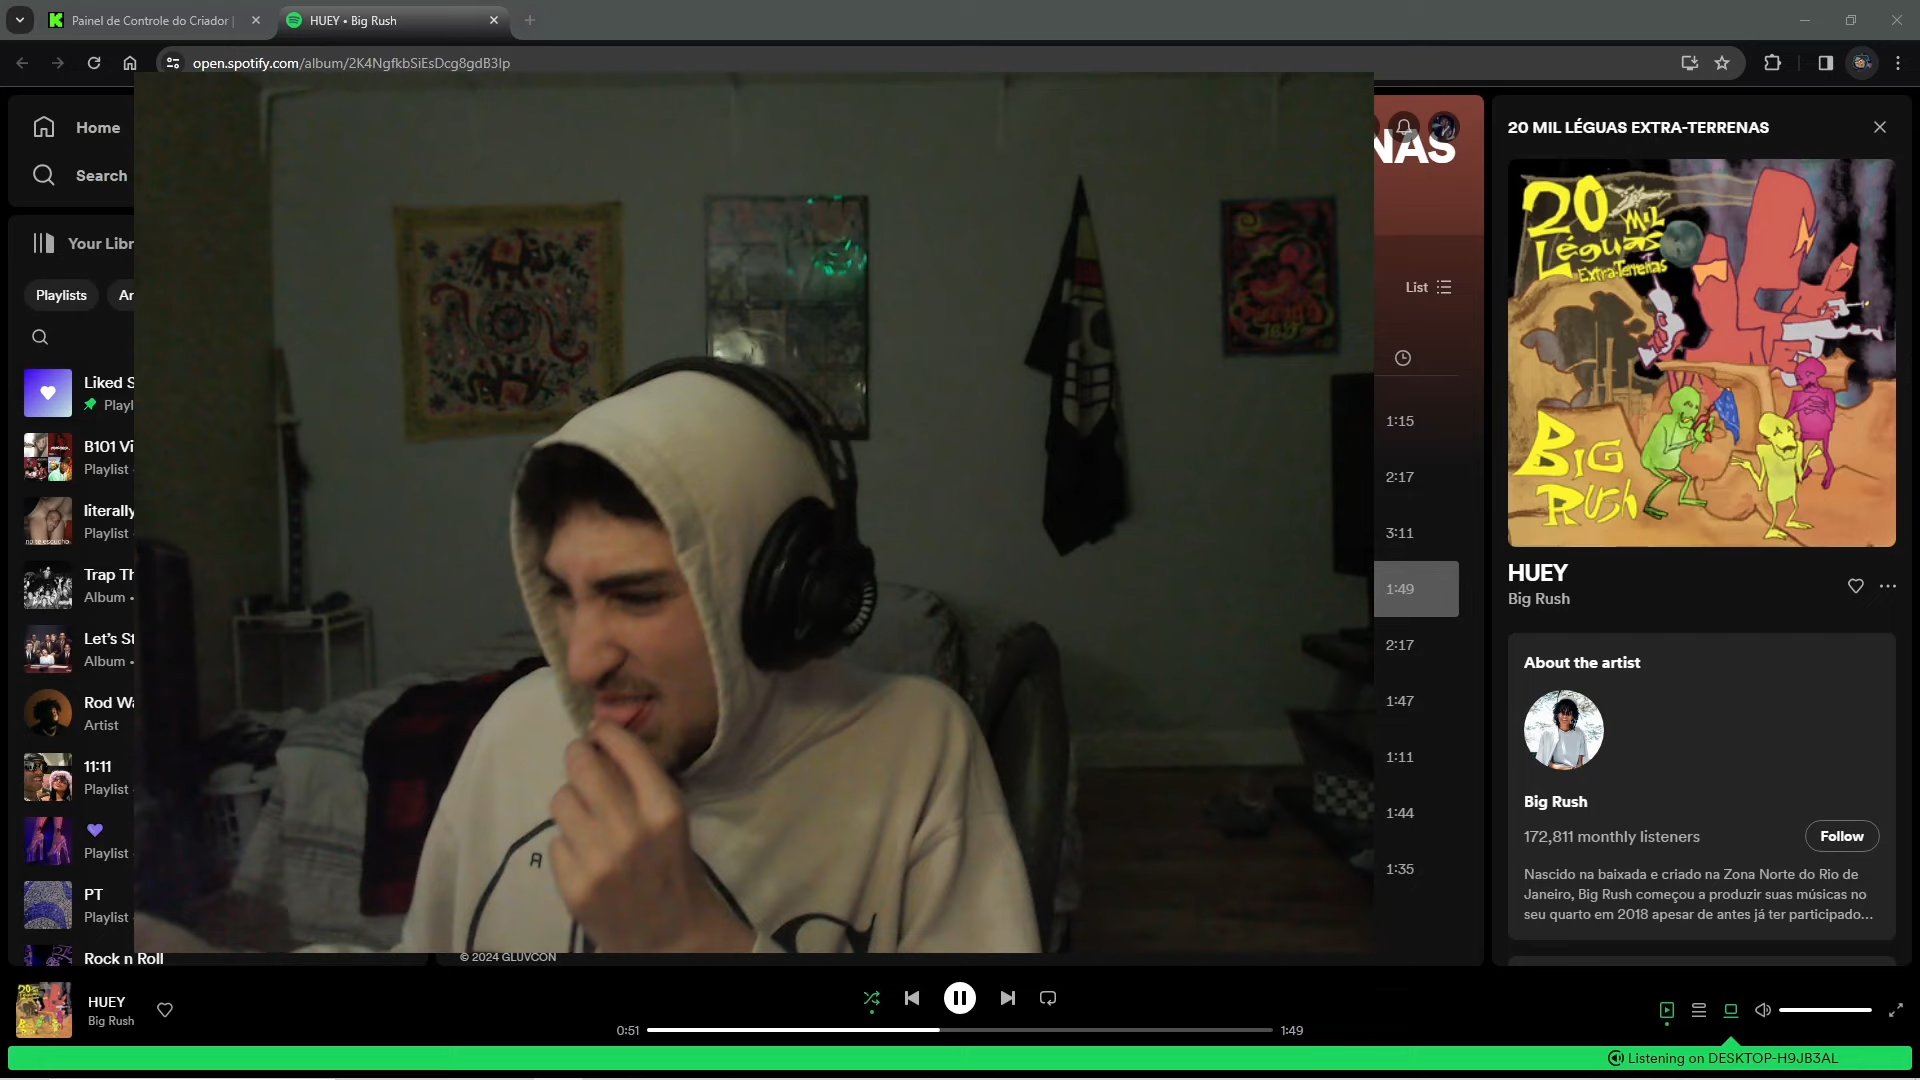 Painel de Controle do Criador |
HUEY • Big Rush
open.spotify.com/album/2K4NgfkbSiEsDcg8gdB3Ip
Home
Search
Your Libr
Playlists
Ar
Liked S
Playl
B101 Vi
Playlist
literally
Playlist
Trap Th
Album •
Let's St
Album •
Rod Wa
Artist
11:11
Playlist
💜
Playlist
PT
Playlist
Rock n Roll
NAS
List
1:15
2:17
3:11
1:49
2:17
1:47
1:11
1:44
1:35
© 2024 GLUVCON
20 MIL LÉGUAS EXTRA-TERRENAS
20 MIL
Léguas
Extra-Terrenas
BIG
RUSH
HUEY
Big Rush
About the artist
Big Rush
172,811 monthly listeners
Follow
Nascido na baixada e criado na Zona Norte do Rio de
Janeiro, Big Rush começou a produzir suas músicas no
seu quarto em 2018 apesar de antes já ter participado...
HUEY
Big Rush
0:51
1:49
Listening on DESKTOP-H9JB3AL